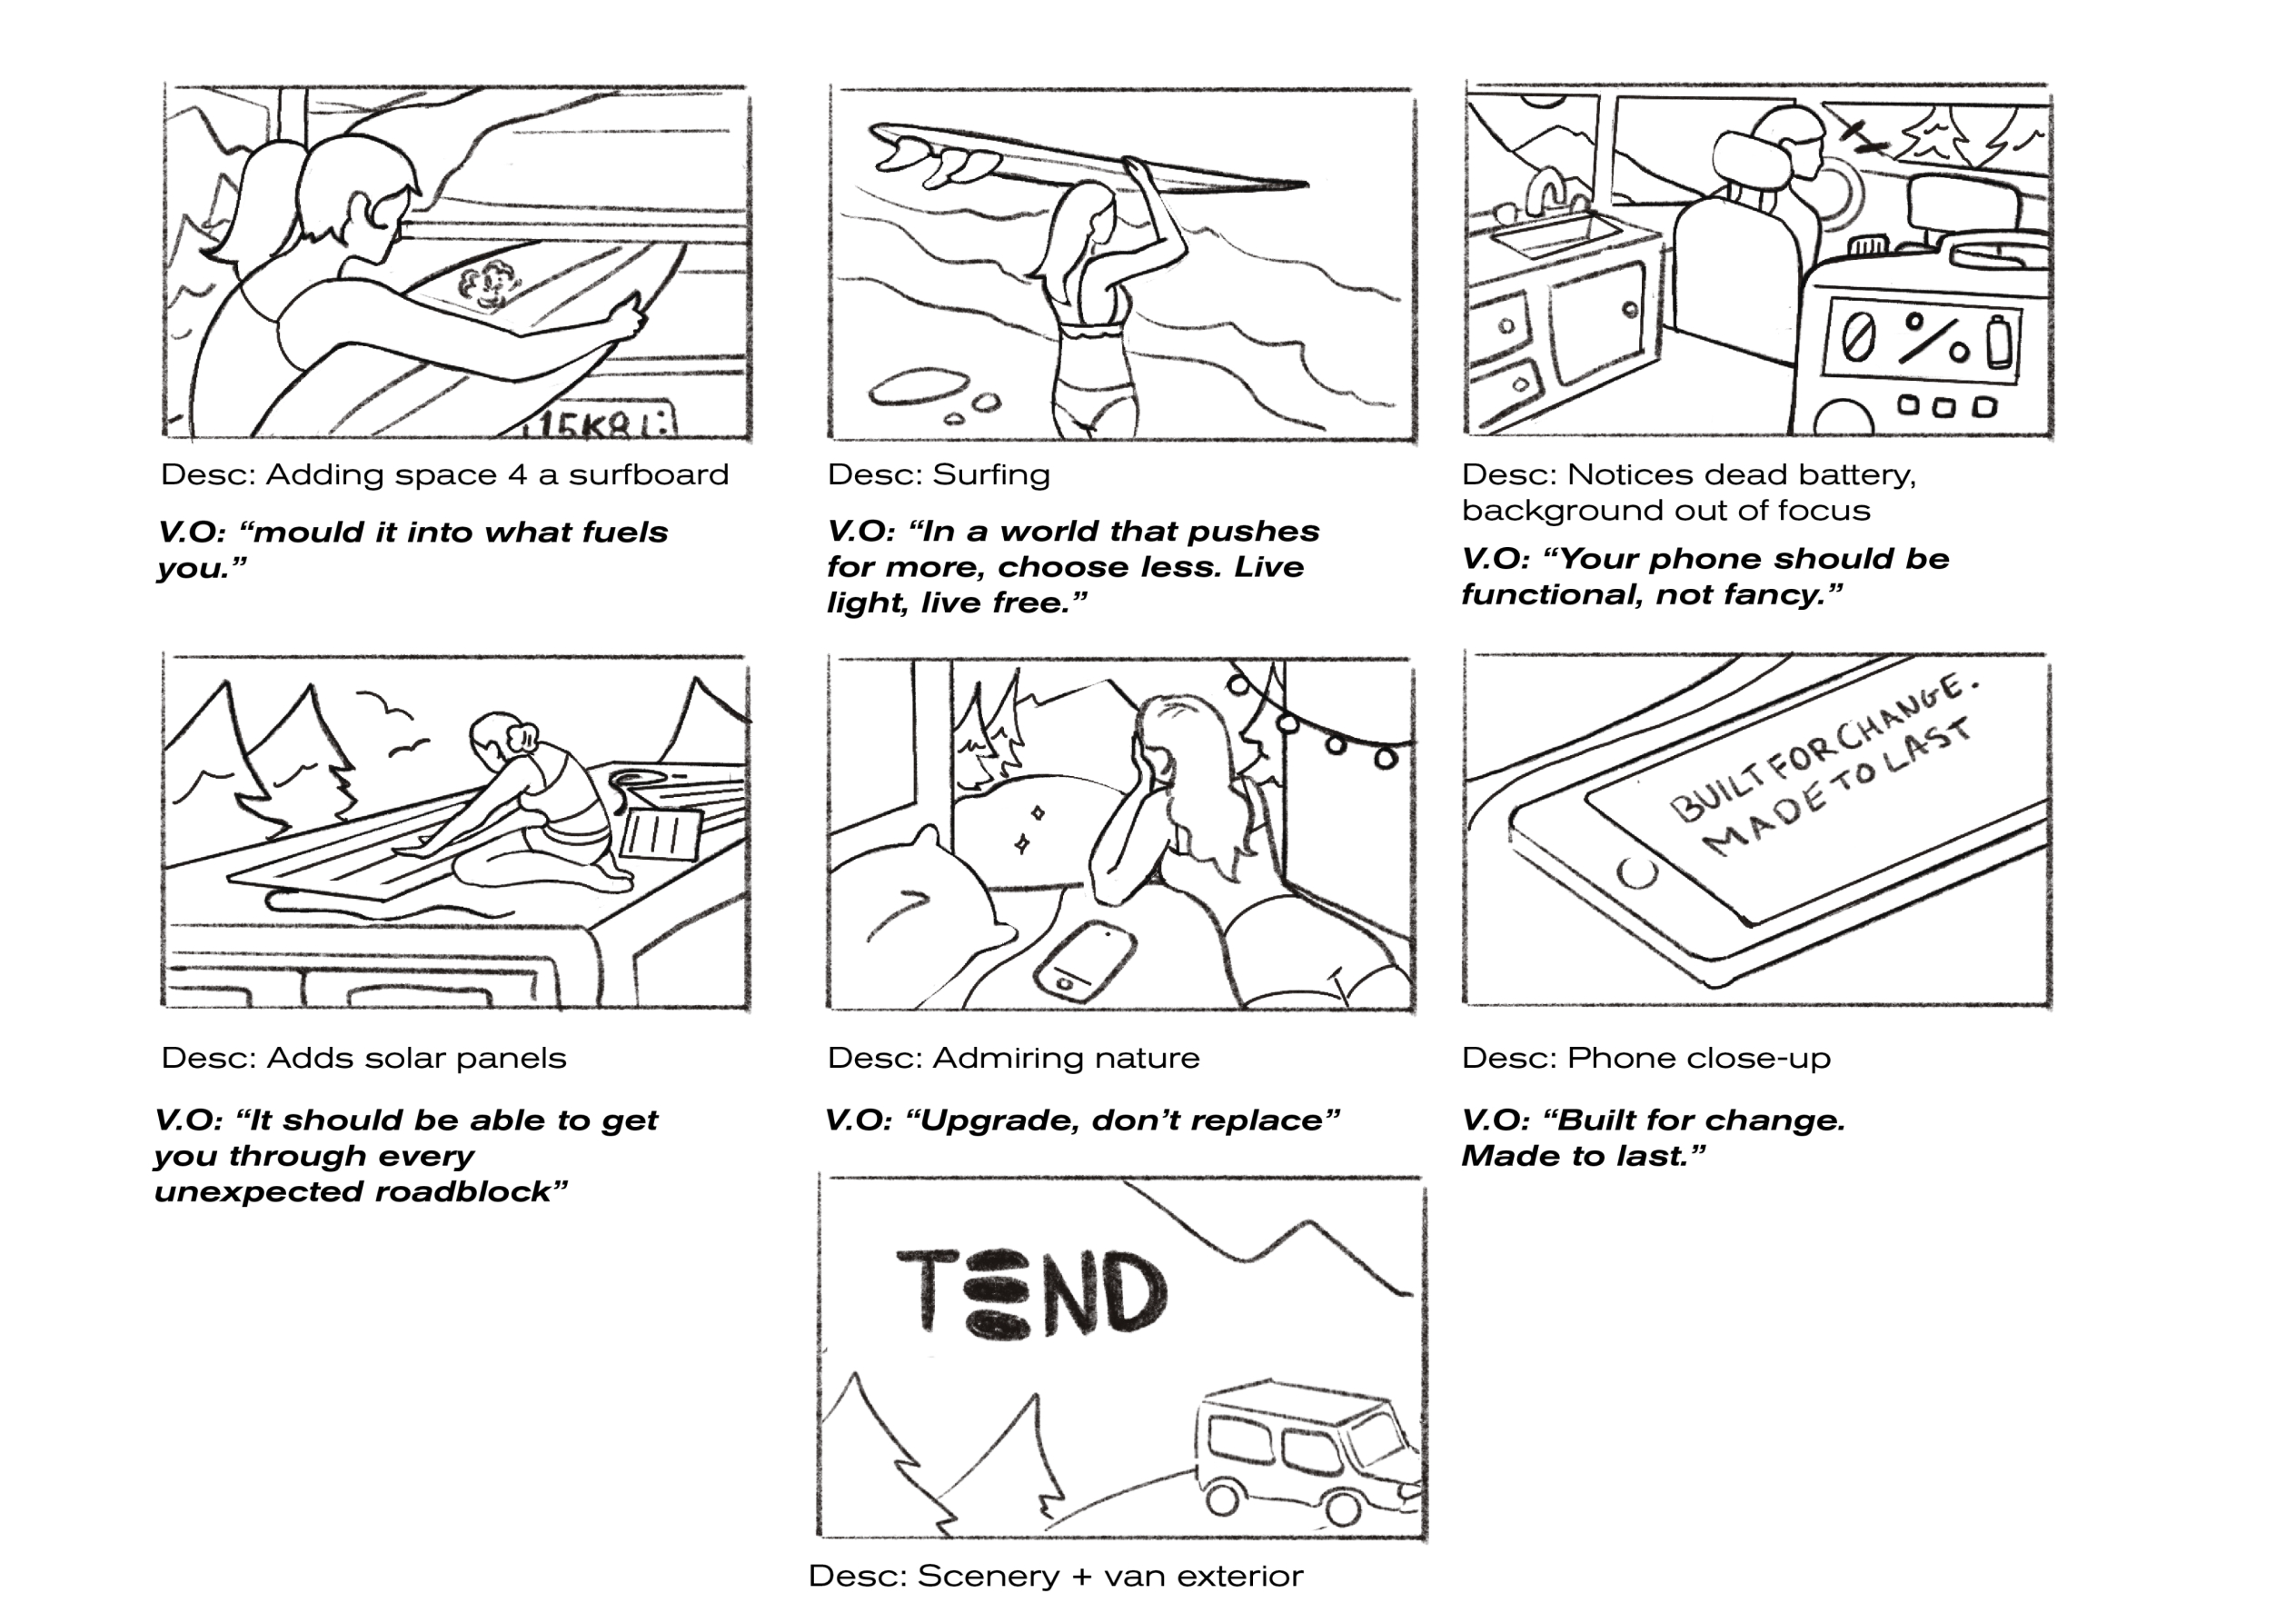 15K8L:
Desc: Adding space 4 a surfboard
V.O: “mould it into what fuels
you.”
Desc: Surfing
V.O: “In a world that pushes
for more, choose less. Live
light, live free.”
0 %
Desc: Notices dead battery,
background out of focus
V.O: “Your phone should be
functional, not fancy.”
Desc: Adds solar panels
V.O: “It should be able to get
you through every
unexpected roadblock”
Desc: Admiring nature
V.O: “Upgrade, don’t replace”
BUILT FOR CHANGE.
MADE TO LAST
Desc: Phone close-up
V.O: “Built for change.
Made to last.”
TEND
Desc: Scenery + van exterior